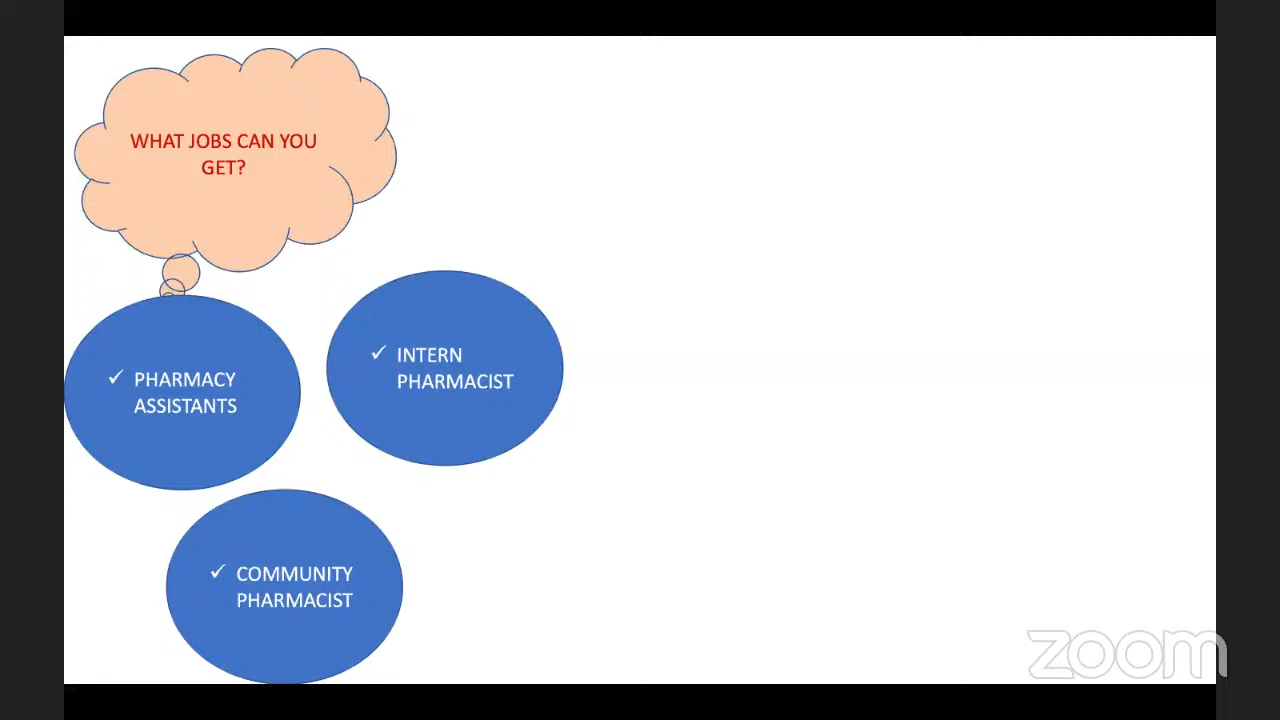 WHAT JOBS CAN YOU
GET?
✓ INTERN
PHARMACIST
✓ PHARMACY
ASSISTANTS
✓ COMMUNITY
PHARMACIST
zoom